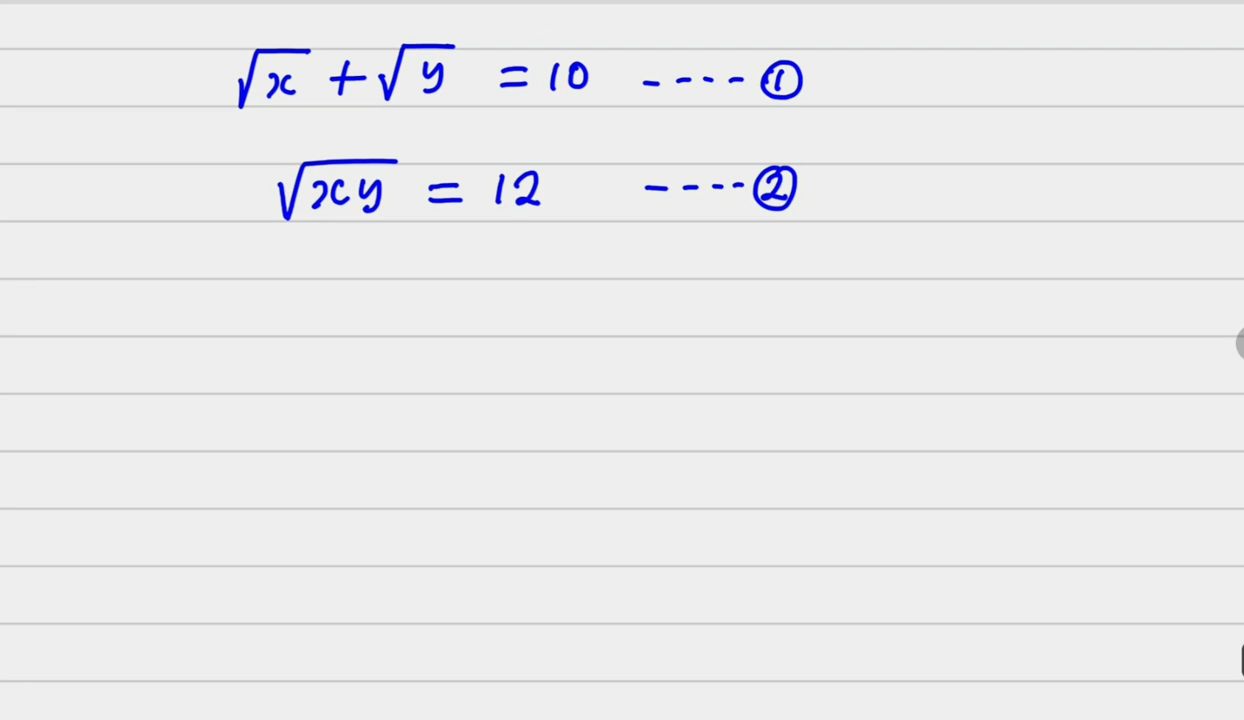 √x + √y = 10 ---- ①
√xy = 12 ---- ②